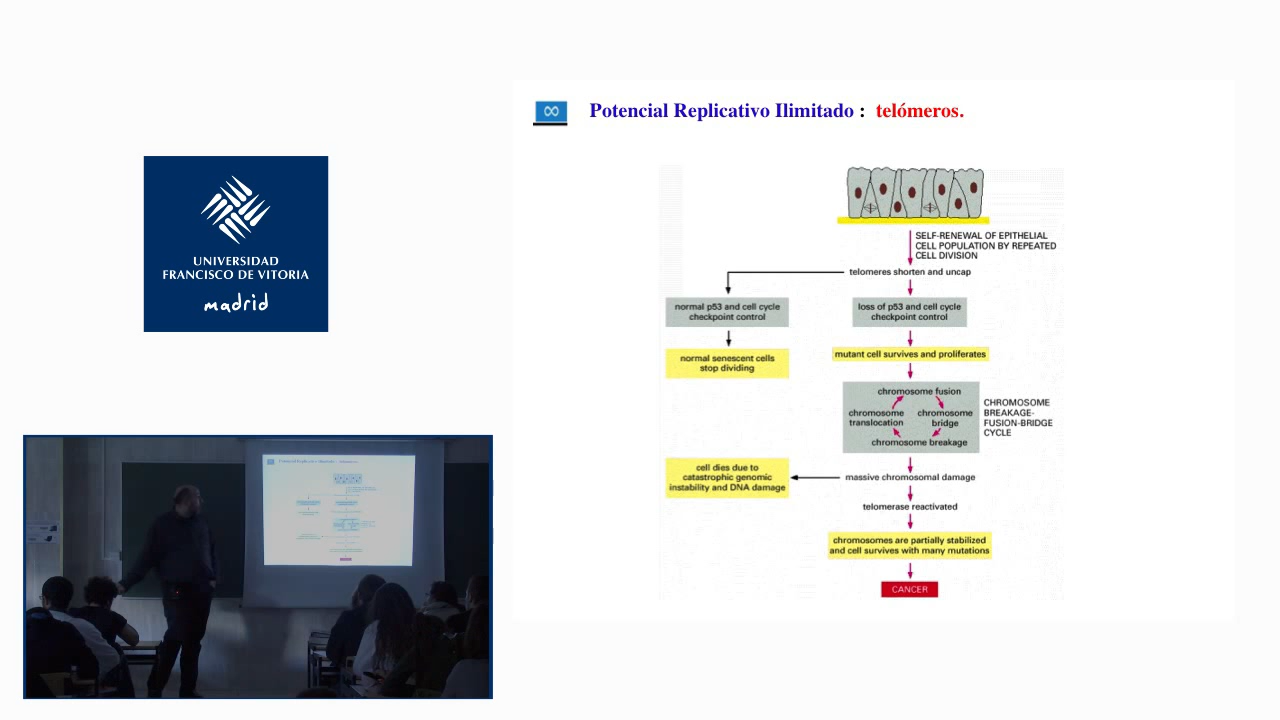 UNIVERSIDAD
FRANCISCO DE VITORIA
madrid
∞
Potencial Replicativo Ilimitado : telómeros.
SELF-RENEWAL OF EPITHELIAL
CELL POPULATION BY REPEATED
CELL DIVISION
telomeres shorten and uncap
normal p53 and cell cycle
checkpoint control
loss of p53 and cell cycle
checkpoint control
normal senescent cells
stop dividing
mutant cell survives and proliferates
chromosome fusion
chromosome
translocation
chromosome
bridge
chromosome breakage
CHROMOSOME
BREAKAGE-
FUSION-BRIDGE
CYCLE
cell dies due to
catastrophic genomic
instability and DNA damage
massive chromosomal damage
telomerase reactivated
chromosomes are partially stabilized
and cell survives with many mutations
CANCER